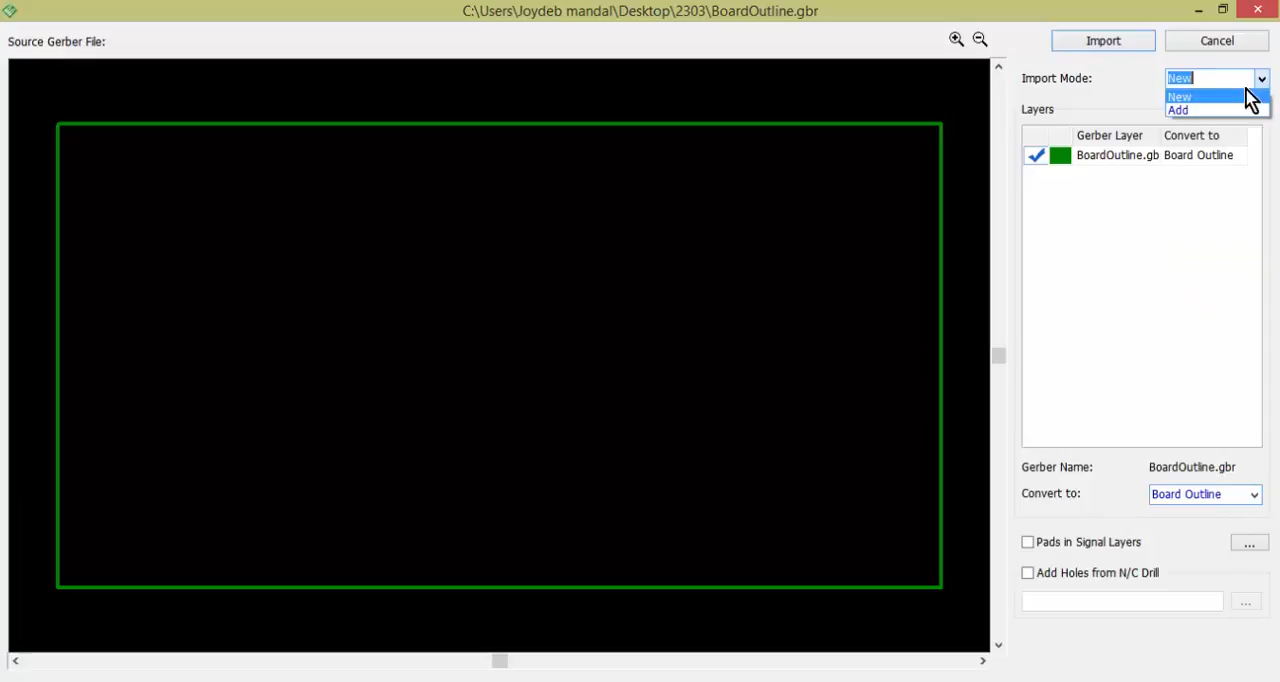 C:\Users\Joydeb mandal\Desktop\2303\BoardOutline.gbr
Source Gerber File:
Import
Cancel
Import Mode:
New
New
Add
Layers
Gerber Layer
Convert to
BoardOutline.gb
Board Outline
Gerber Name:
BoardOutline.gbr
Convert to:
Board Outline
Pads in Signal Layers
...
Add Holes from N/C Drill
...